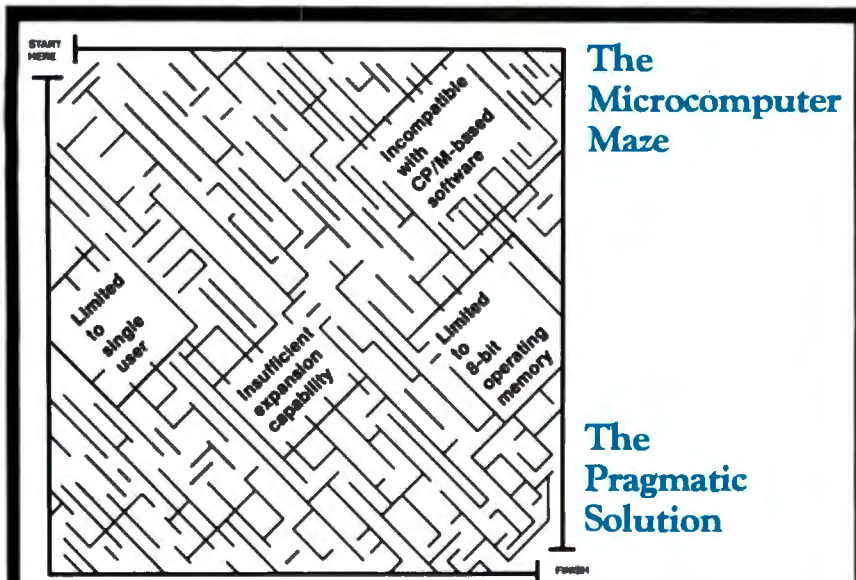 START
HERE
The
Microcomputer
Maze
Incompatible
with
CP/M-based
software
Limited
to
single
user
Insufficient
expansion
capability
Limited
to
8-bit
operating
memory
The
Pragmatic
Solution
FINISH